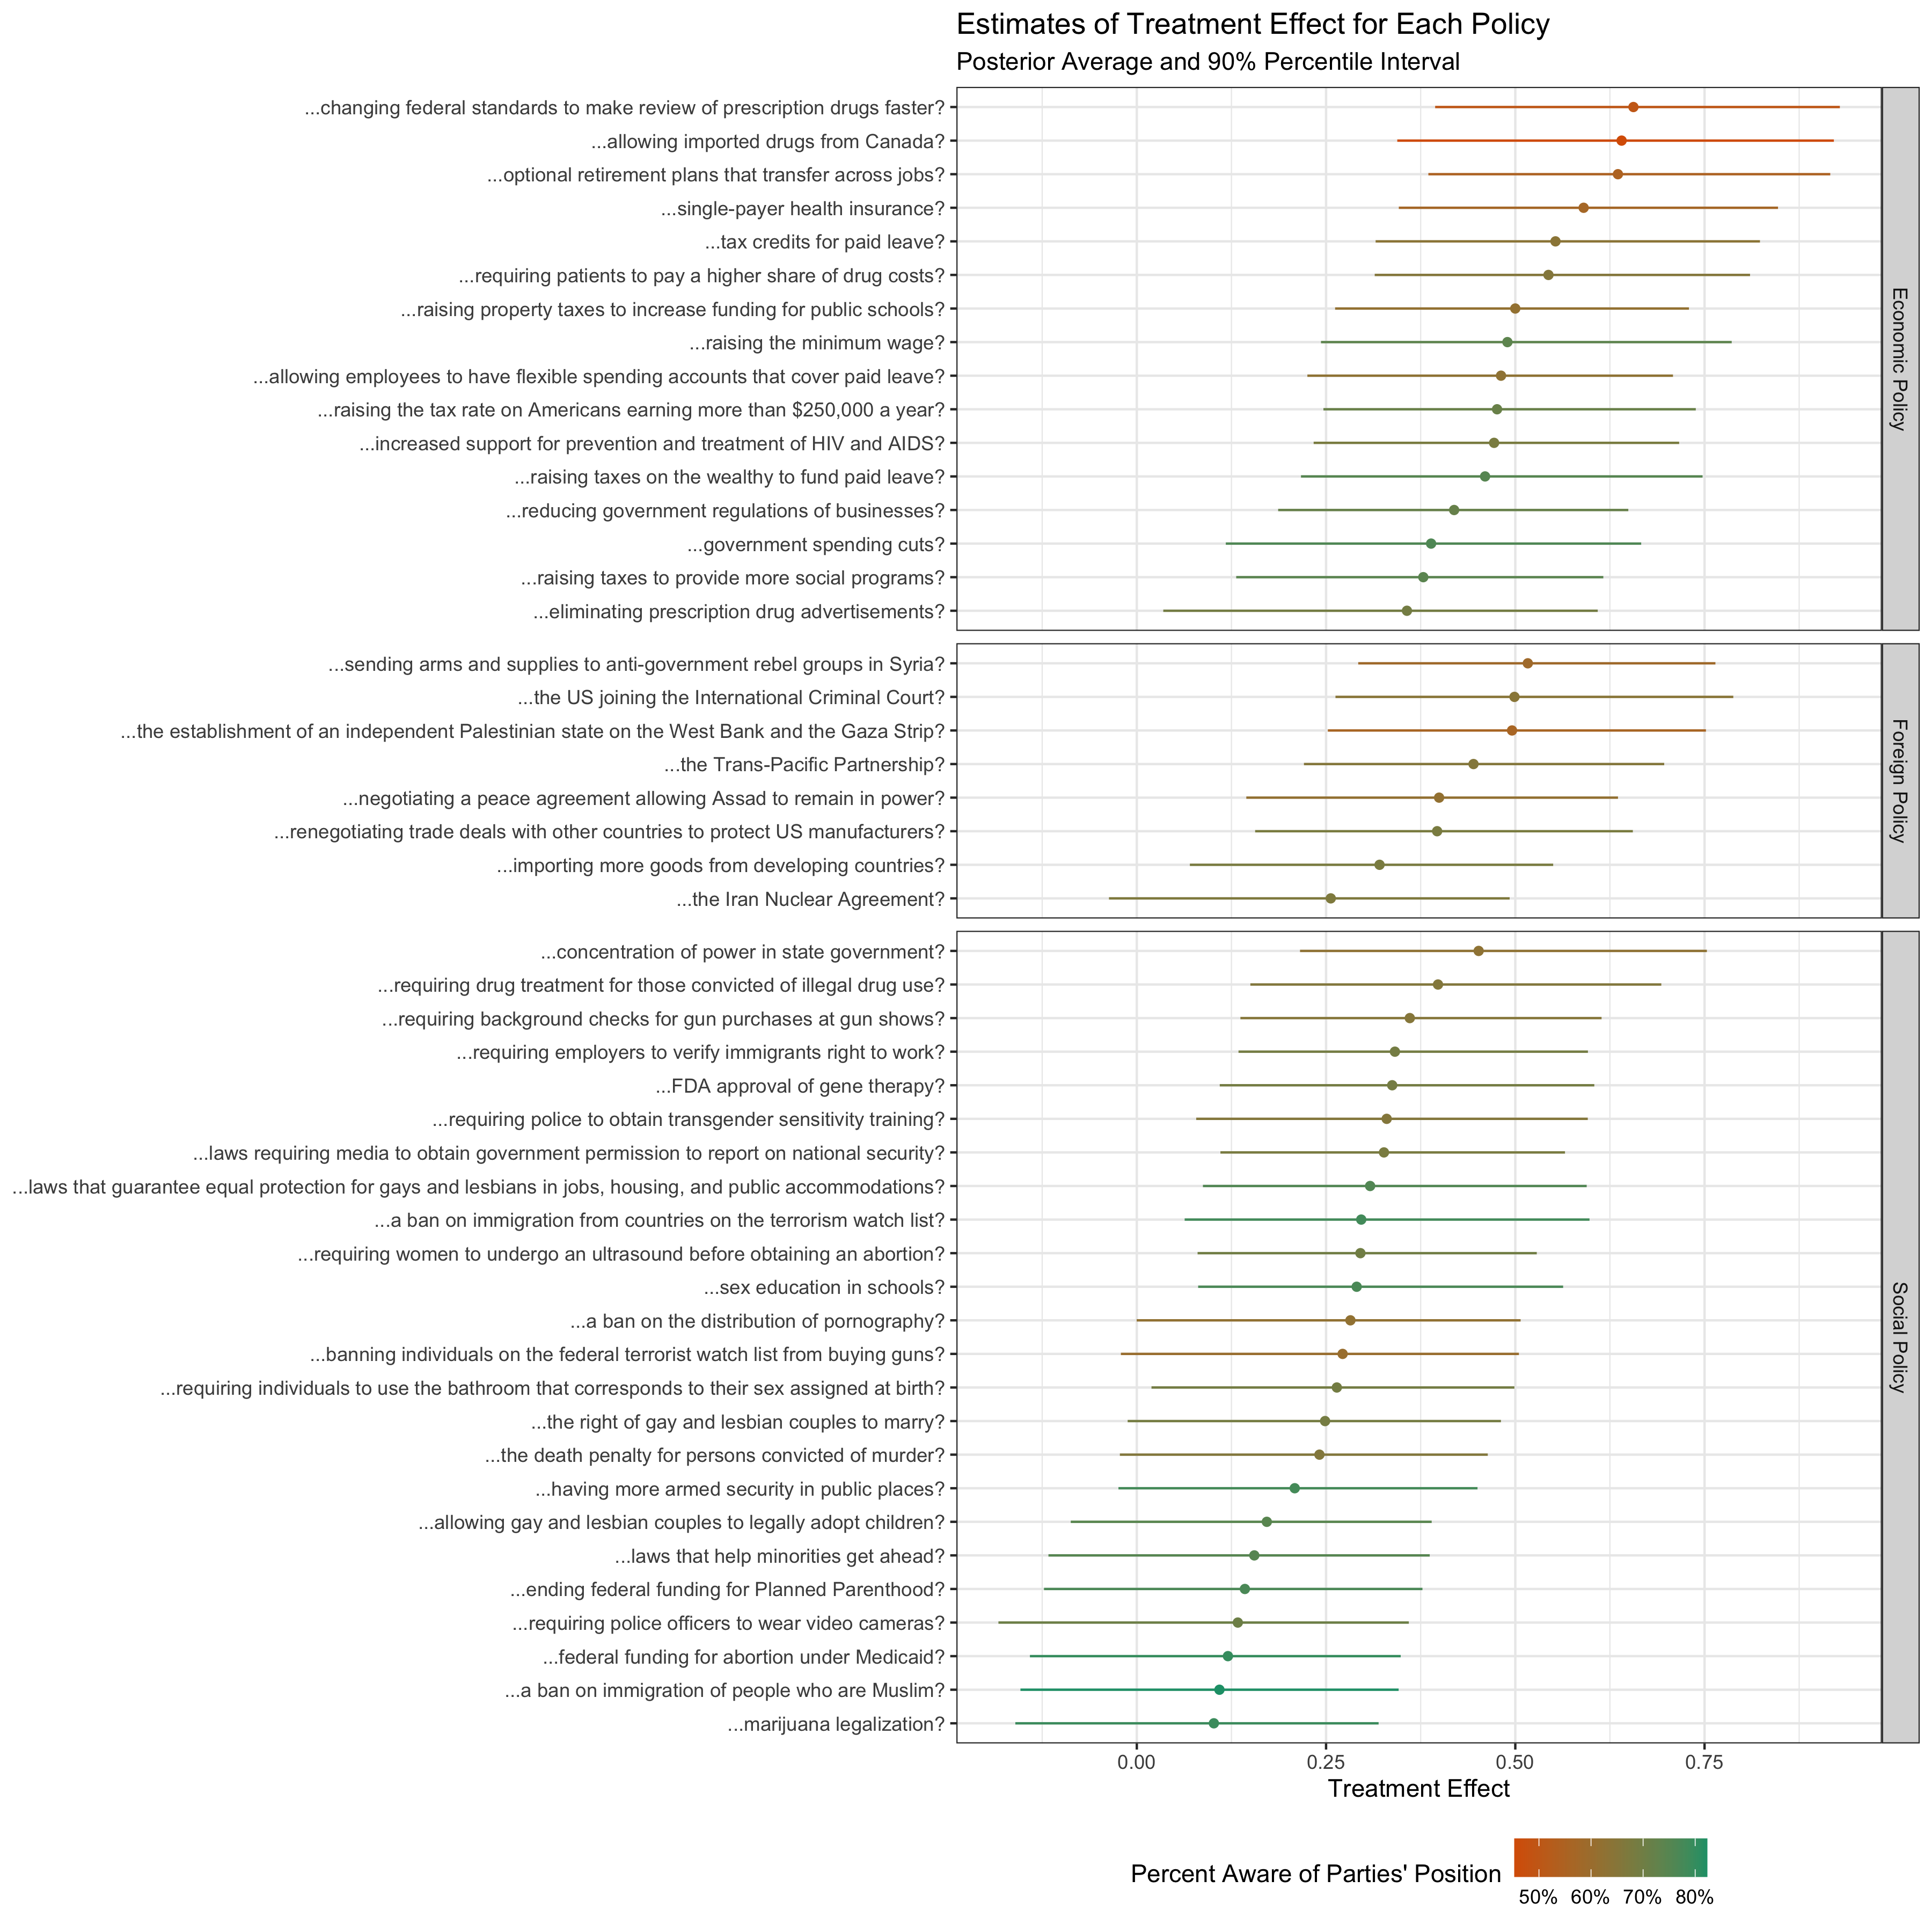 Estimates of Treatment Effect for Each Policy
Posterior Average and 90% Percentile Interval
...changing federal standards to make review of prescription drugs faster?
...allowing imported drugs from Canada?
...optional retirement plans that transfer across jobs?
...single-payer health insurance?
...tax credits for paid leave?
...requiring patients to pay a higher share of drug costs?
...raising property taxes to increase funding for public schools?
...raising the minimum wage?
...allowing employees to have flexible spending accounts that cover paid leave?
...raising the tax rate on Americans earning more than $250,000 a year?
...increased support for prevention and treatment of HIV and AIDS?
...raising taxes on the wealthy to fund paid leave?
...reducing government regulations of businesses?
...government spending cuts?
...raising taxes to provide more social programs?
...eliminating prescription drug advertisements?
Economic Policy
...sending arms and supplies to anti-government rebel groups in Syria?
...the US joining the International Criminal Court?
...the establishment of an independent Palestinian state on the West Bank and the Gaza Strip?
...the Trans-Pacific Partnership?
...negotiating a peace agreement allowing Assad to remain in power?
...renegotiating trade deals with other countries to protect US manufacturers?
...importing more goods from developing countries?
...the Iran Nuclear Agreement?
Foreign Policy
...concentration of power in state government?
...requiring drug treatment for those convicted of illegal drug use?
...requiring background checks for gun purchases at gun shows?
...requiring employers to verify immigrants right to work?
...FDA approval of gene therapy?
...requiring police to obtain transgender sensitivity training?
...laws requiring media to obtain government permission to report on national security?
...laws that guarantee equal protection for gays and lesbians in jobs, housing, and public accommodations?
...a ban on immigration from countries on the terrorism watch list?
...requiring women to undergo an ultrasound before obtaining an abortion?
...sex education in schools?
...a ban on the distribution of pornography?
...banning individuals on the federal terrorist watch list from buying guns?
...requiring individuals to use the bathroom that corresponds to their sex assigned at birth?
...the right of gay and lesbian couples to marry?
...the death penalty for persons convicted of murder?
...having more armed security in public places?
...allowing gay and lesbian couples to legally adopt children?
...laws that help minorities get ahead?
...ending federal funding for Planned Parenthood?
...requiring police officers to wear video cameras?
...federal funding for abortion under Medicaid?
...a ban on immigration of people who are Muslim?
...marijuana legalization?
Social Policy
0.00 0.25 0.50 0.75
Treatment Effect
Percent Aware of Parties' Position
50% 60% 70% 80%